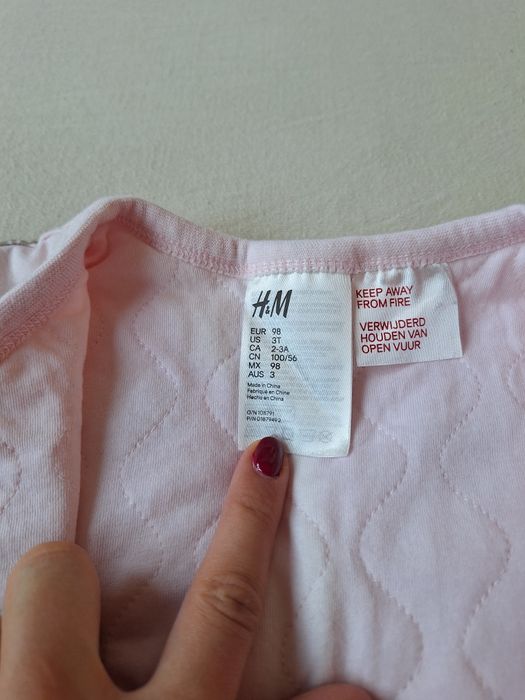 H&M
EUR 98
US 3T
CA 2-3A
CN 100/56
MX 98
AUS 3
Made in China
Fabriqué en Chine
Hecho en China
G/N 108791
KEEP AWAY
FROM FIRE
VERWIJDERD
HOUDEN VAN
OPEN VUUR